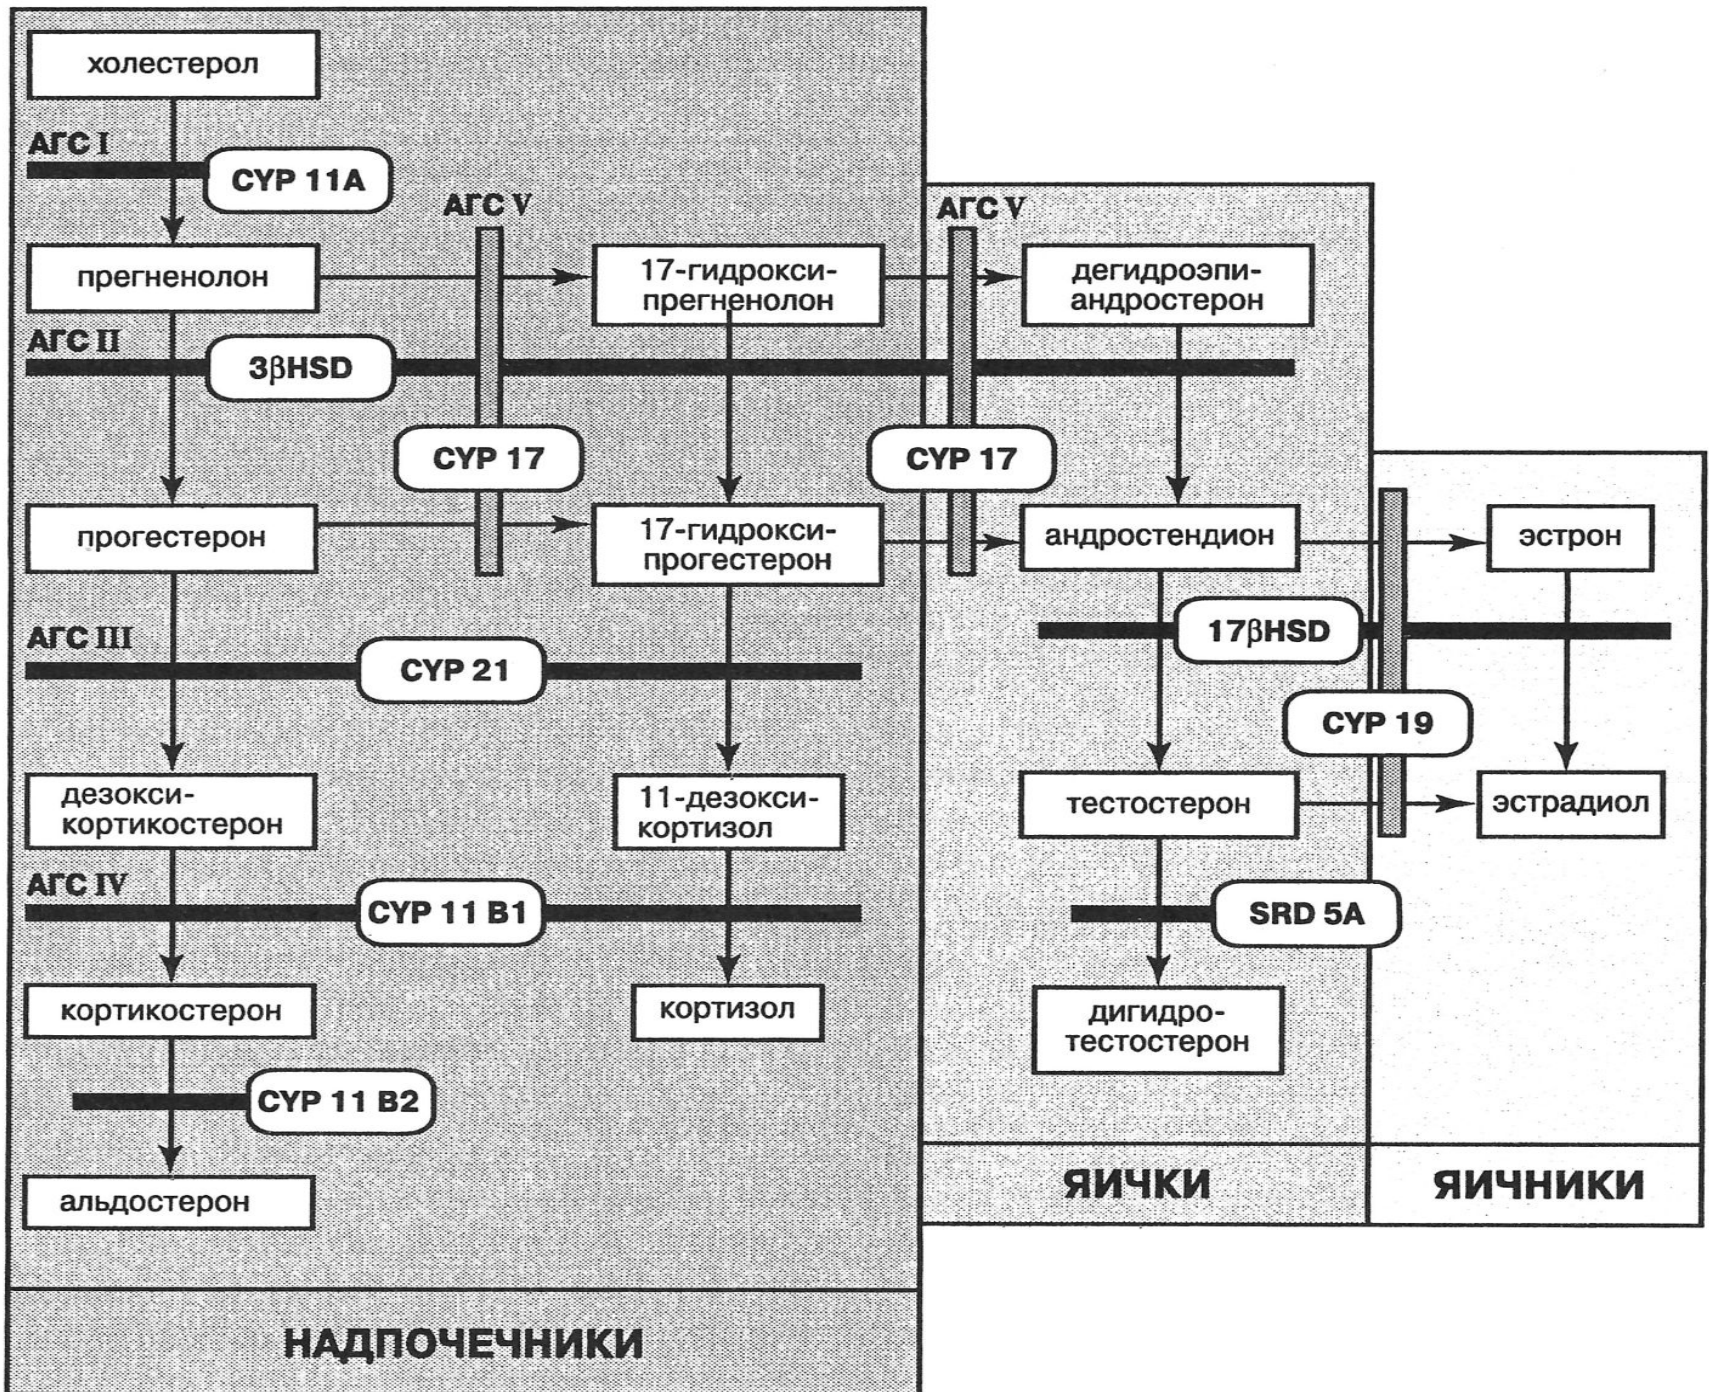 холестерол
АГС I
CYP 11A
АГС V
АГС V
прегненолон
17-гидрокси-
прегненолон
дегидроэпи-
андростерон
АГС II
3βHSD
CYP 17
CYP 17
прогестерон
17-гидрокси-
прогестерон
андростендион
эстрон
АГС III
17βHSD
CYP 21
CYP 19
дезокси-
кортикостерон
11-дезокси-
кортизол
тестостерон
эстрадиол
АГС IV
CYP 11 B1
SRD 5A
кортикостерон
кортизол
дигидро-
тестостерон
CYP 11 B2
альдостерон
ЯИЧКИ
ЯИЧНИКИ
НАДПОЧЕЧНИКИ